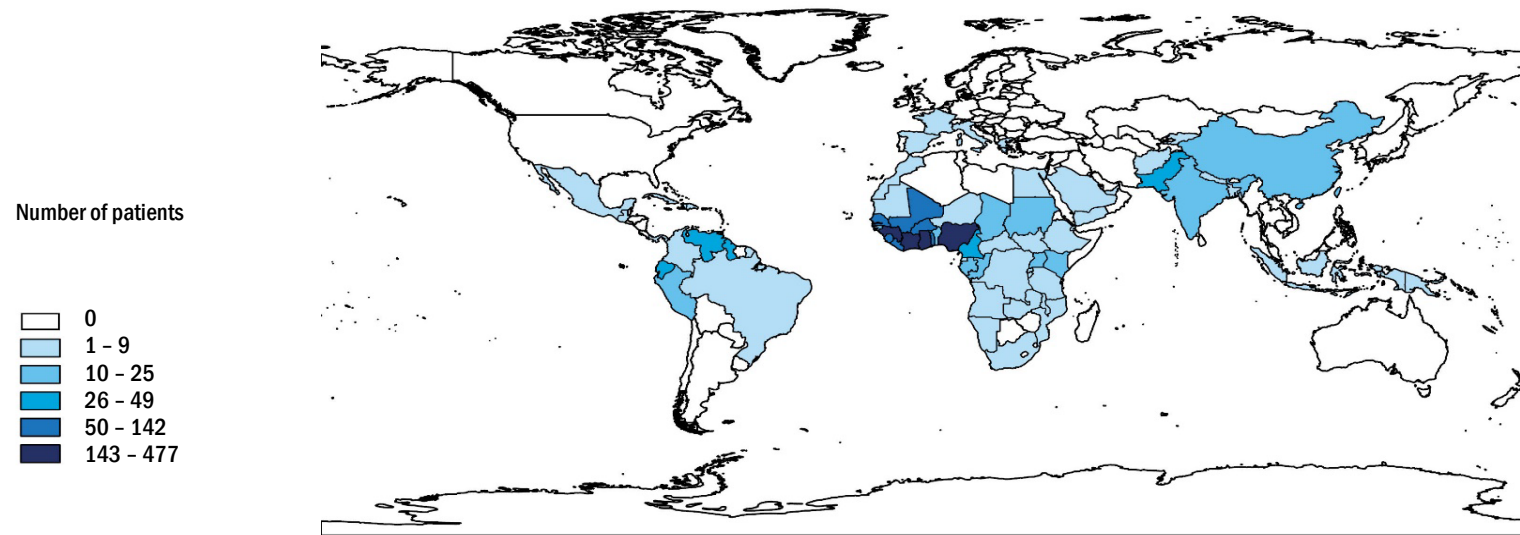 Number of patients
0
1 – 9
10 – 25
26 – 49
50 – 142
143 – 477